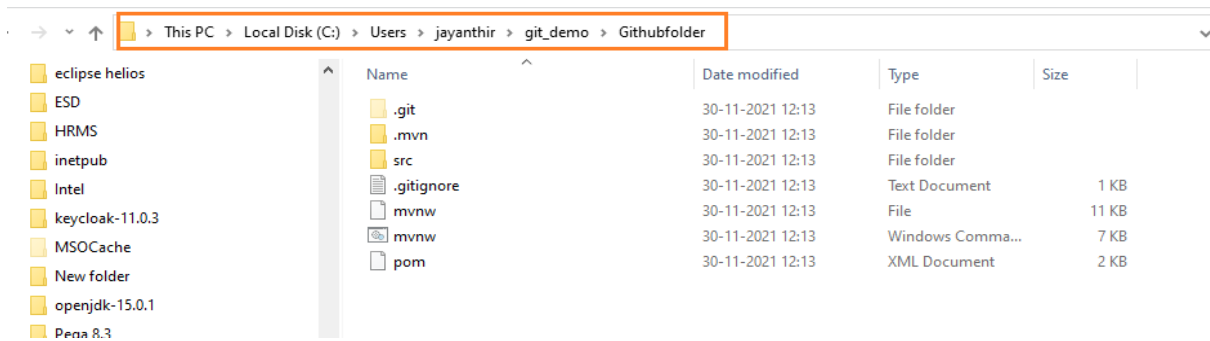 This PC > Local Disk (C:) > Users > jayanthir > git_demo > Githubfolder
eclipse helios
ESD
HRMS
inetpub
Intel
keycloak-11.0.3
MSOCache
New folder
openjdk-15.0.1
Pega 8.3
Name Date modified Type Size
.git 30-11-2021 12:13 File folder
.mvn 30-11-2021 12:13 File folder
src 30-11-2021 12:13 File folder
.gitignore 30-11-2021 12:13 Text Document 1 KB
mvnw 30-11-2021 12:13 File 11 KB
mvnw 30-11-2021 12:13 Windows Comma... 7 KB
pom 30-11-2021 12:13 XML Document 2 KB